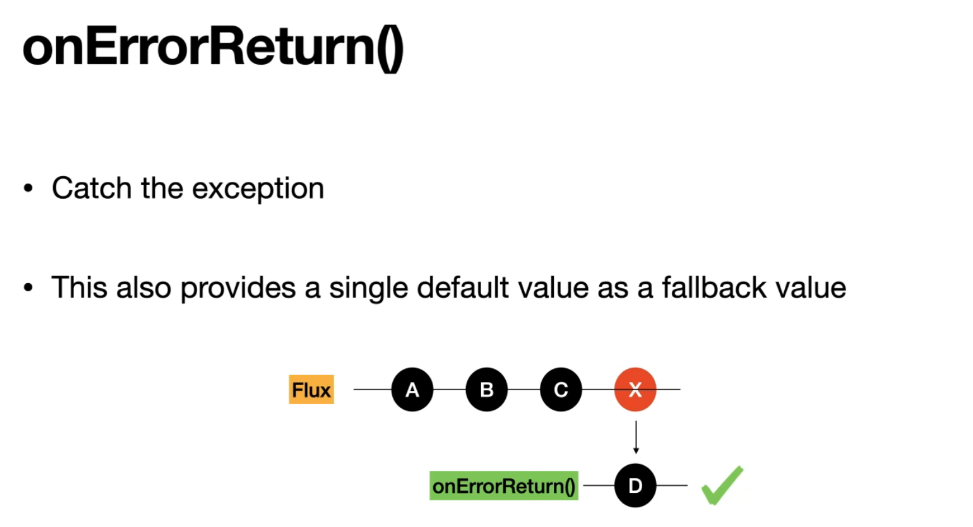 onErrorReturn()
• Catch the exception
• This also provides a single default value as a fallback value
Flux A B C X
onErrorReturn() D